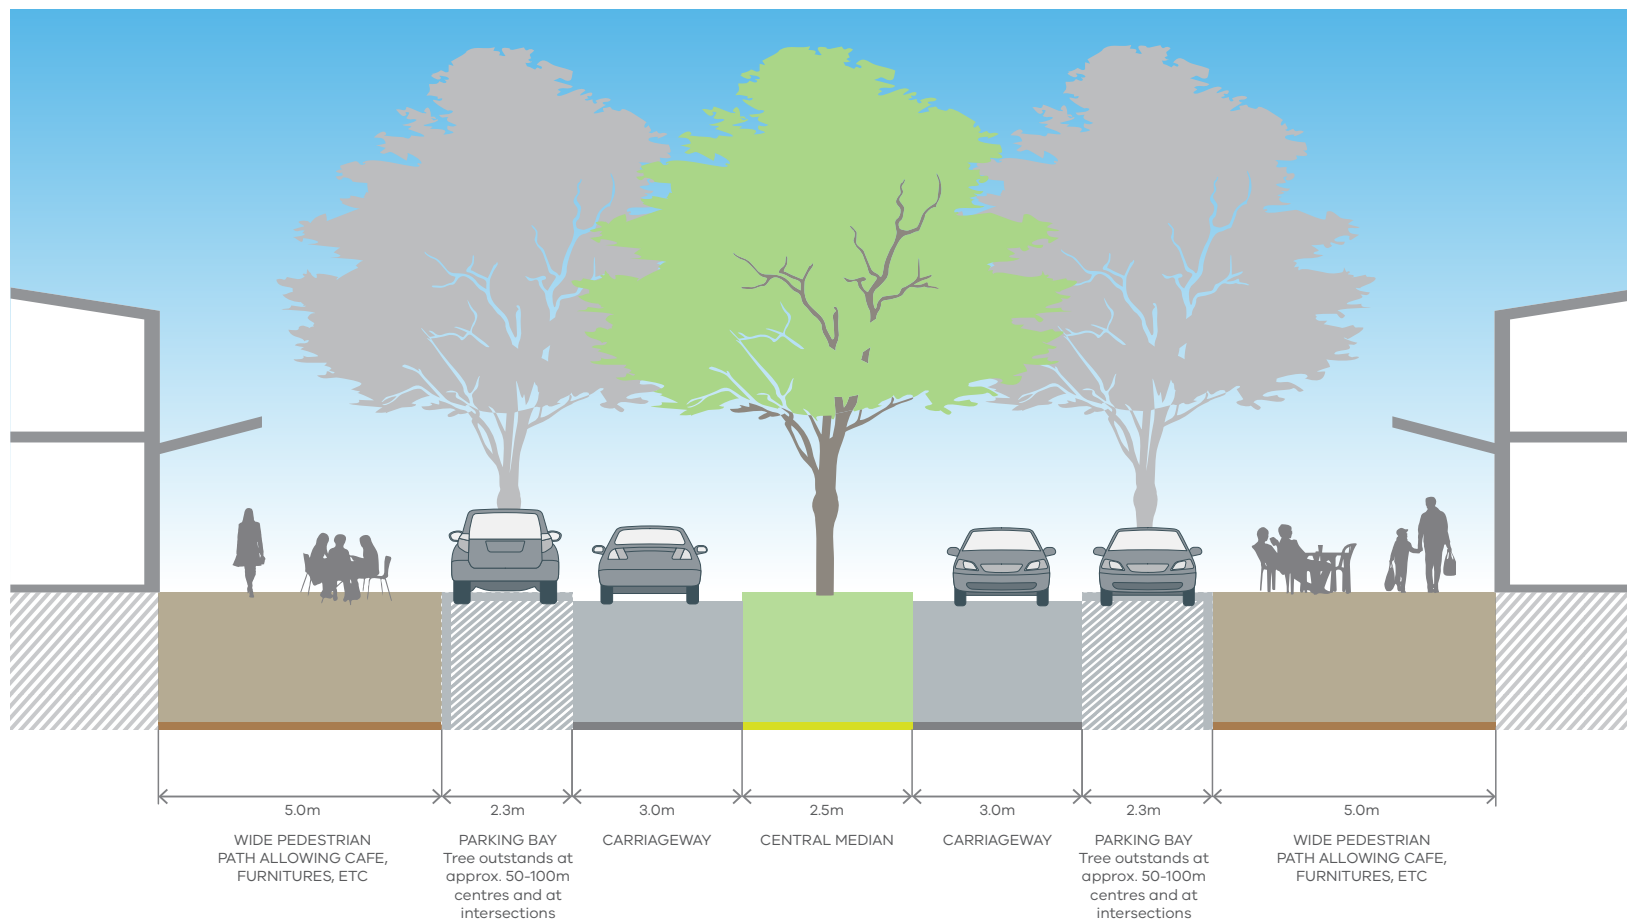 5.0m
2.3m
3.0m
2.5m
3.0m
2.3m
5.0m
WIDE PEDESTRIAN
PATH ALLOWING CAFE,
FURNITURES, ETC
PARKING BAY
Tree outstands at
approx. 50-100m
centres and at
intersections
CARRIAGEWAY
CENTRAL MEDIAN
CARRIAGEWAY
PARKING BAY
Tree outstands at
approx. 50-100m
centres and at
intersections
WIDE PEDESTRIAN
PATH ALLOWING CAFE,
FURNITURES, ETC